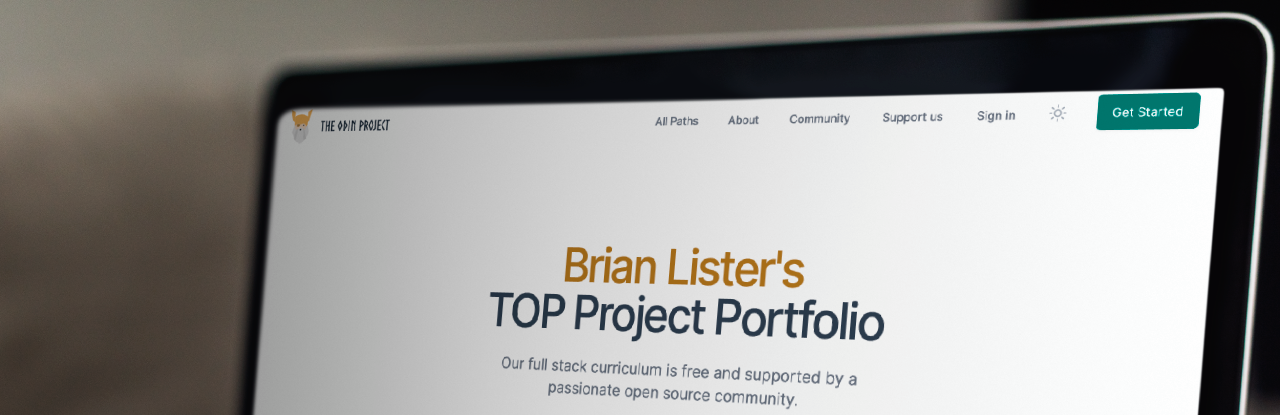 THE ODIN PROJECT
All Paths
About
Community
Support us
Sign in
Get Started
Brian Lister's
TOP Project Portfolio
Our full stack curriculum is free and supported by a
passionate open source community.